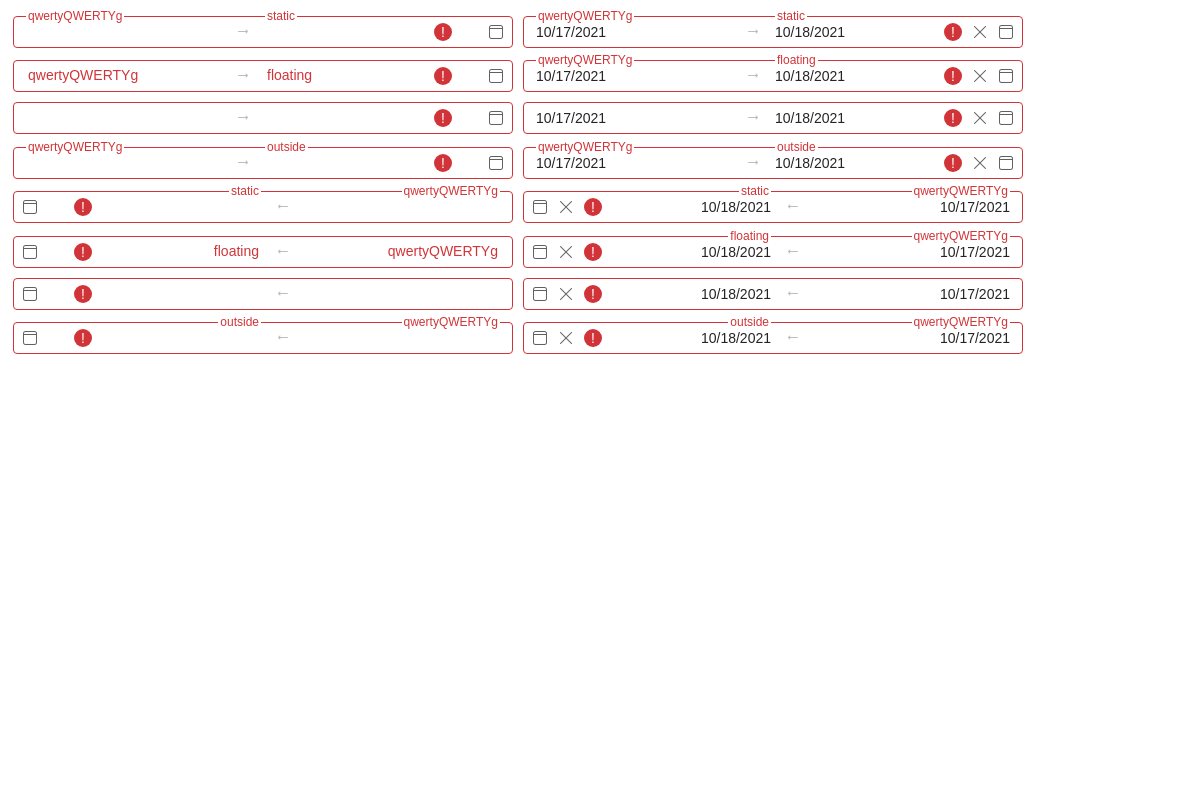 qwertyQWERTYg static qwertyQWERTYg static
→ ! 10/17/2021 → 10/18/2021 !
qwertyQWERTYg floating
qwertyQWERTYg → floating ! 10/17/2021 → 10/18/2021 !
→ ! 10/17/2021 → 10/18/2021 !
qwertyQWERTYg outside qwertyQWERTYg outside
→ ! 10/17/2021 → 10/18/2021 !
static qwertyQWERTYg static qwertyQWERTYg
! ← ! 10/18/2021 ← 10/17/2021
floating qwertyQWERTYg
! floating ← qwertyQWERTYg ! 10/18/2021 ← 10/17/2021
! ← ! 10/18/2021 ← 10/17/2021
outside qwertyQWERTYg outside qwertyQWERTYg
! ← ! 10/18/2021 ← 10/17/2021